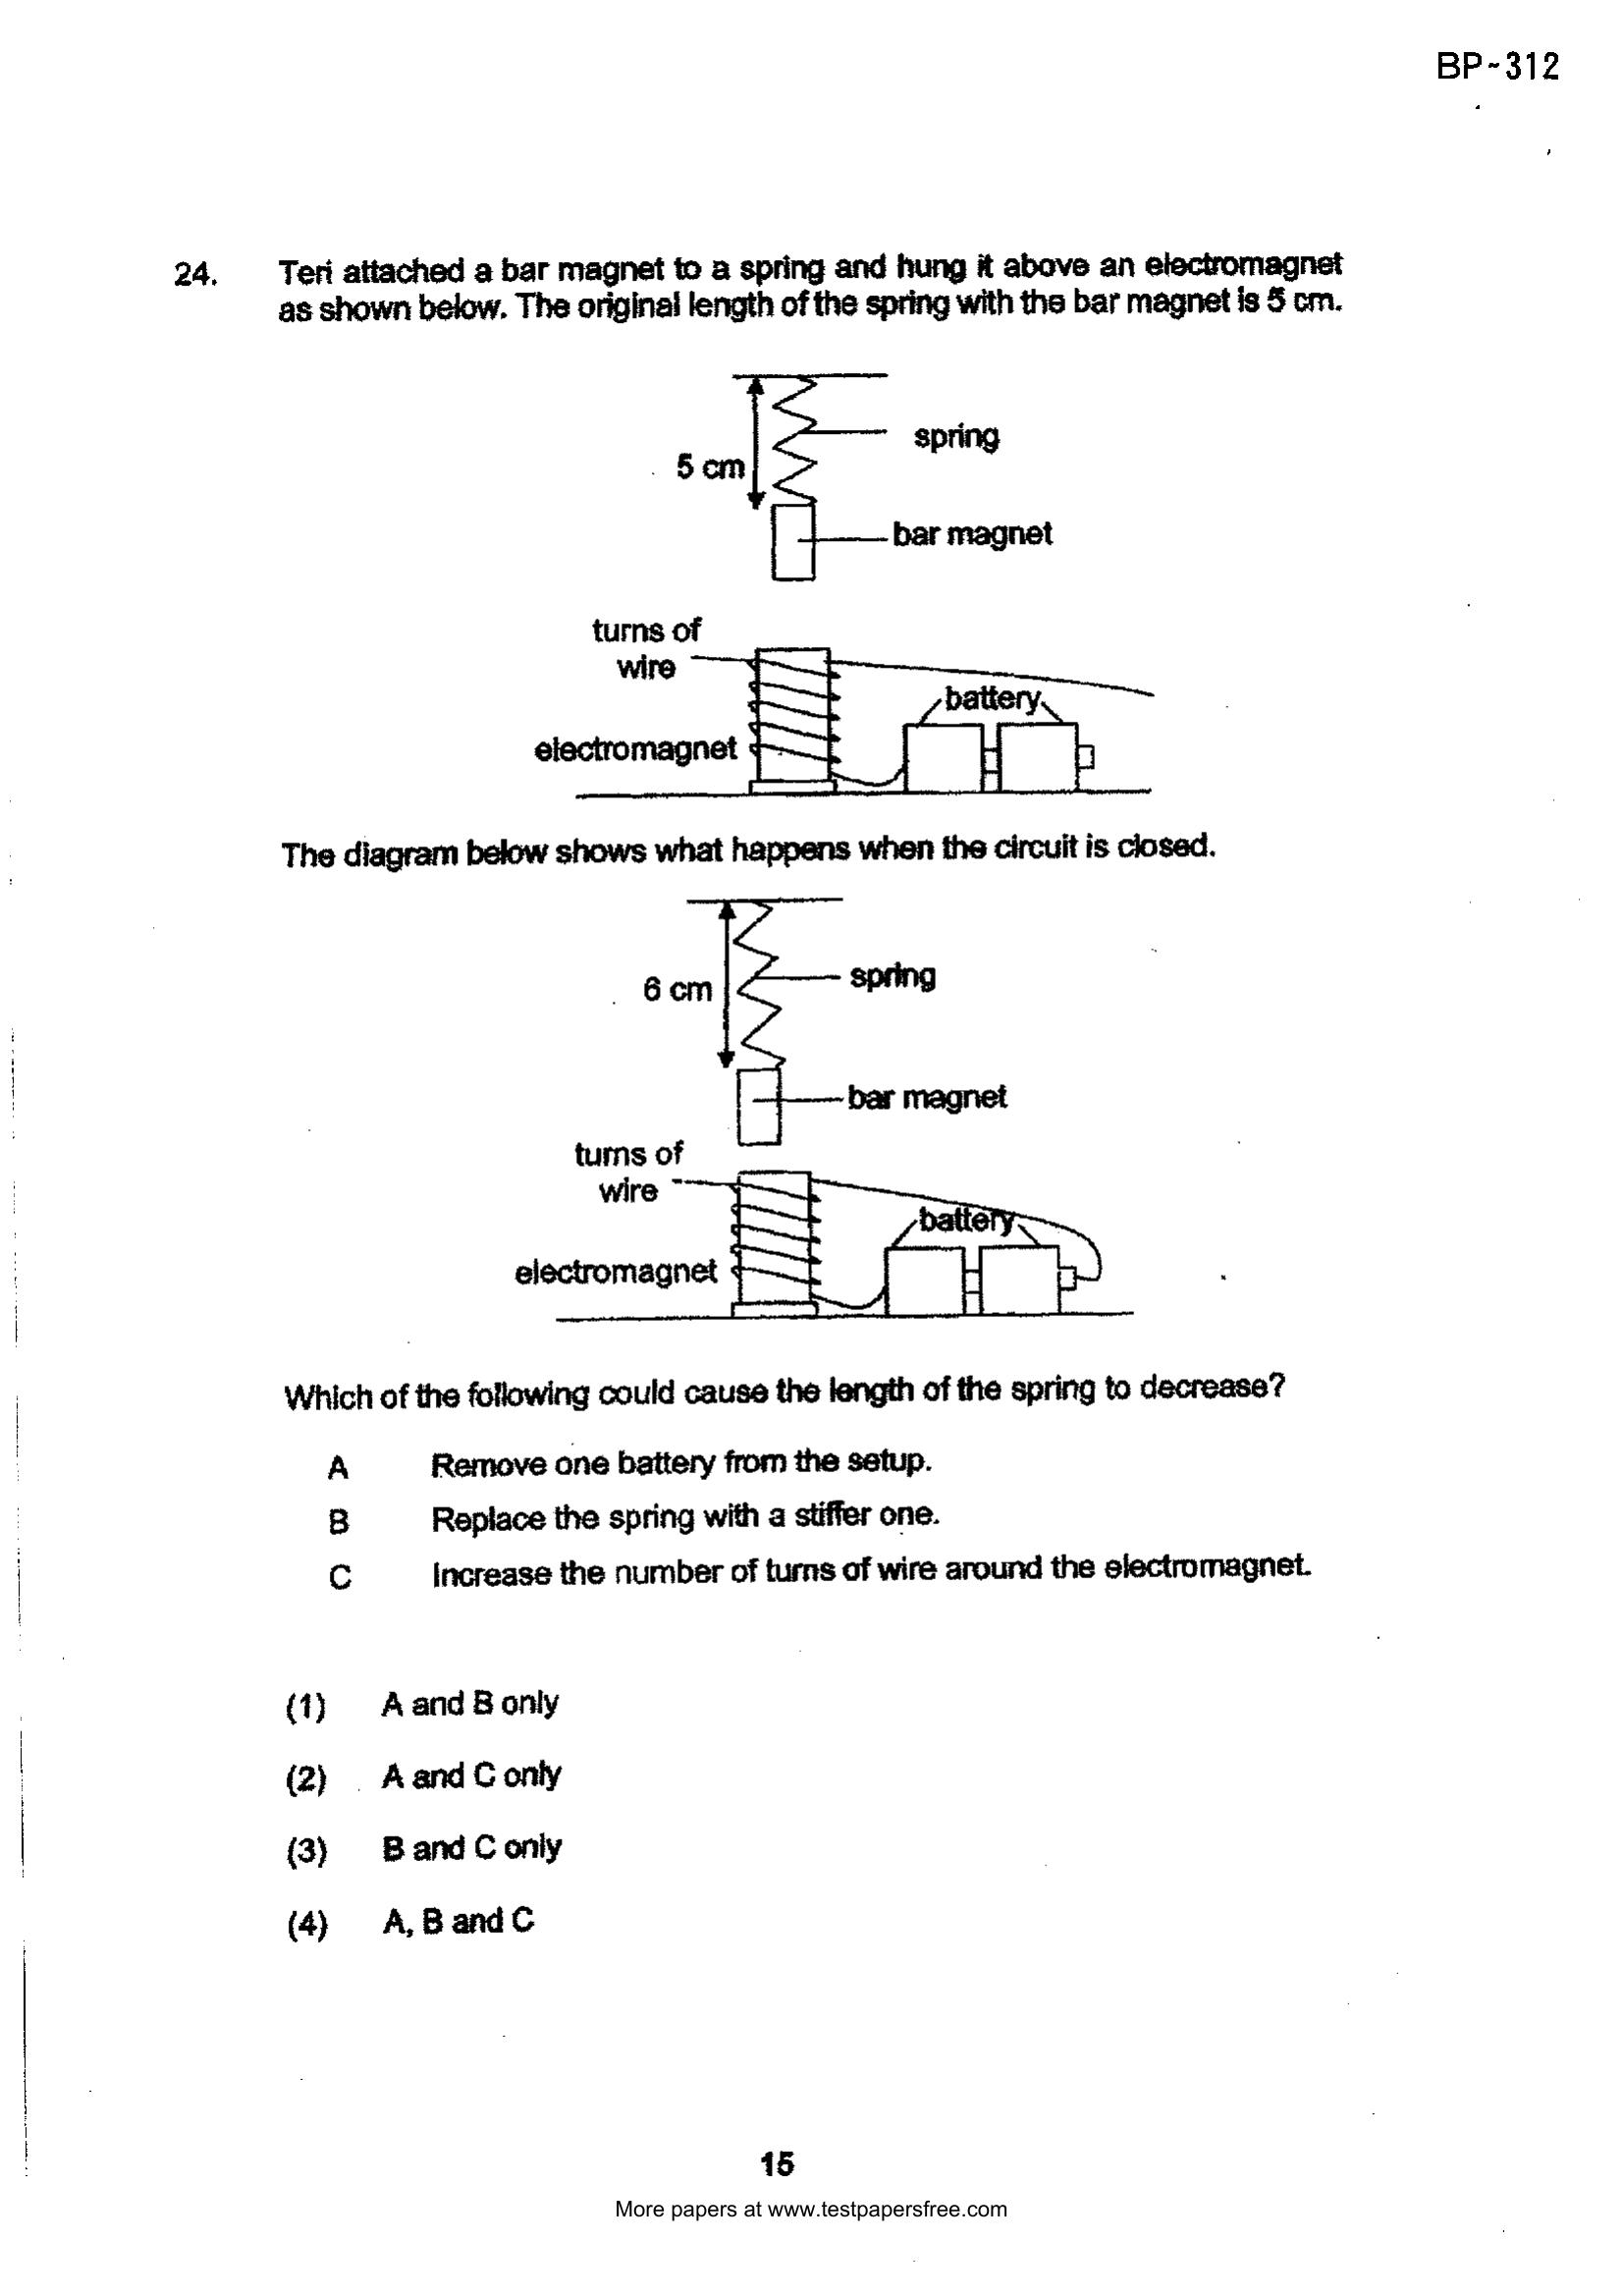 BP-312
24. Teri attached a bar magnet to a spring and hung it above an electromagnet
as shown below. The original length of the spring with the bar magnet is 5 cm.
spring
5 cm
bar magnet
turns of
wire
battery
electromagnet
The diagram below shows what happens when the circuit is closed.
spring
6 cm
bar magnet
turns of
wire
battery
electromagnet
Which of the following could cause the length of the spring to decrease?
A Remove one battery from the setup.
B Replace the spring with a stiffer one.
C Increase the number of turns of wire around the electromagnet.
(1) A and B only
(2) A and C only
(3) B and C only
(4) A, B and C
15
More papers at www.testpapersfree.com